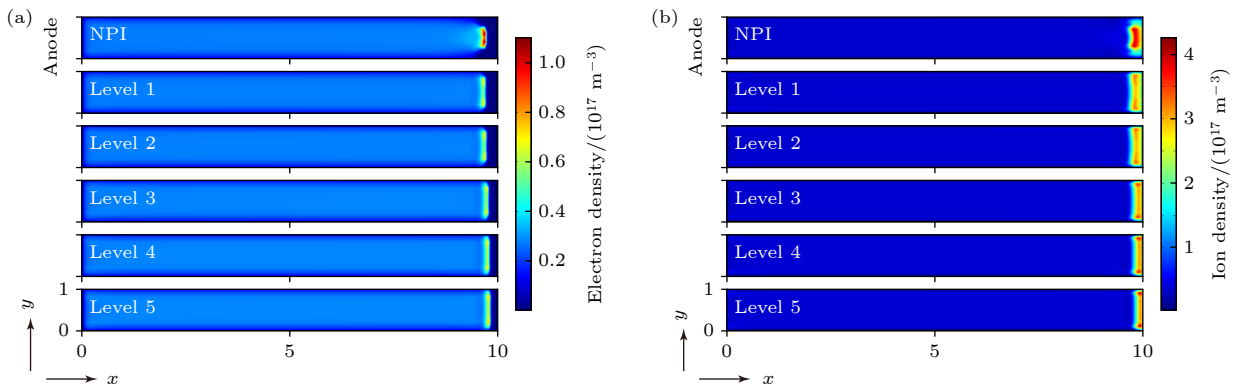 (a)
Anode
NPI
Level 1
Level 2
Level 3
Level 4
Level 5
1
0
y
0
5
10
x
1.0
0.8
0.6
0.4
0.2
Electron density/(10¹⁷ m⁻³)
(b)
Anode
NPI
Level 1
Level 2
Level 3
Level 4
Level 5
1
0
y
0
5
10
x
4
3
2
1
Ion density/(10¹⁷ m⁻³)